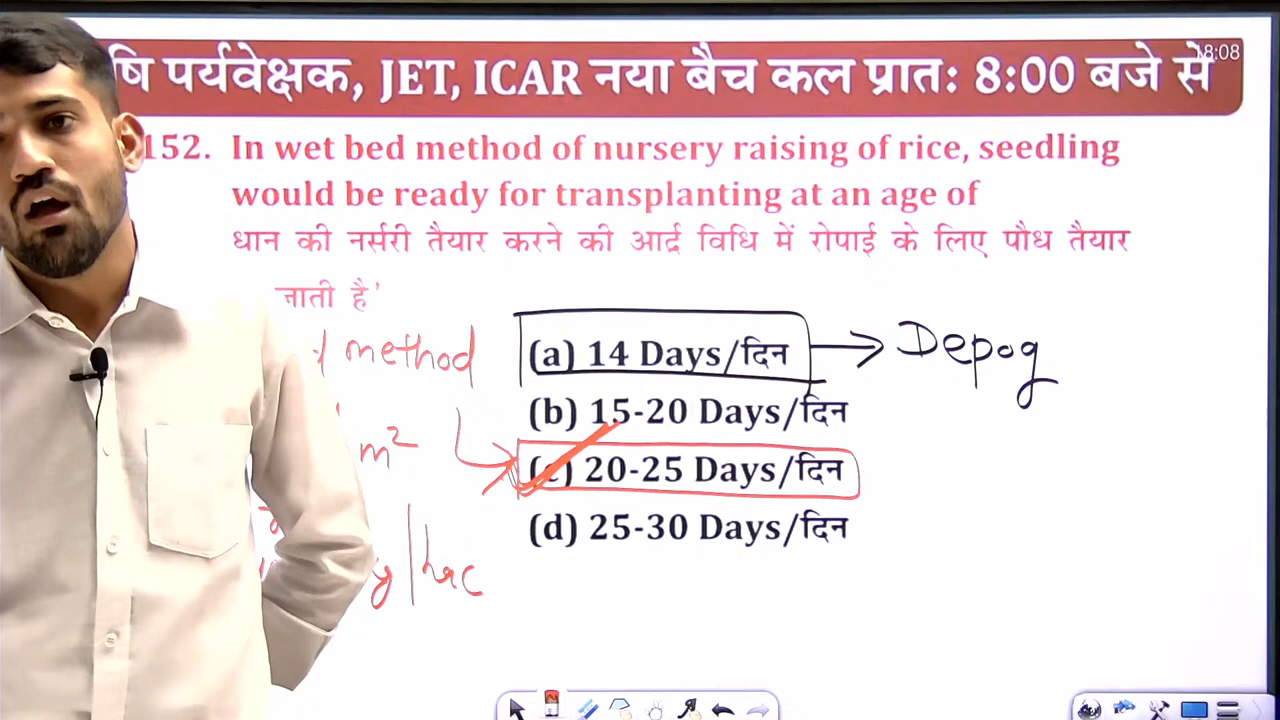 षि पर्यवेक्षक, JET, ICAR नया बैच कल प्रातः 8:00 बजे से
18:08
152. In wet bed method of nursery raising of rice, seedling
would be ready for transplanting at an age of
धान की नर्सरी तैयार करने की आर्द्र विधि में रोपाई के लिए पौध तैयार
जाती है'
method
(a) 14 Days/दिन
Depog
(b) 15-20 Days/दिन
m²
(c) 20-25 Days/दिन
(d) 25-30 Days/दिन